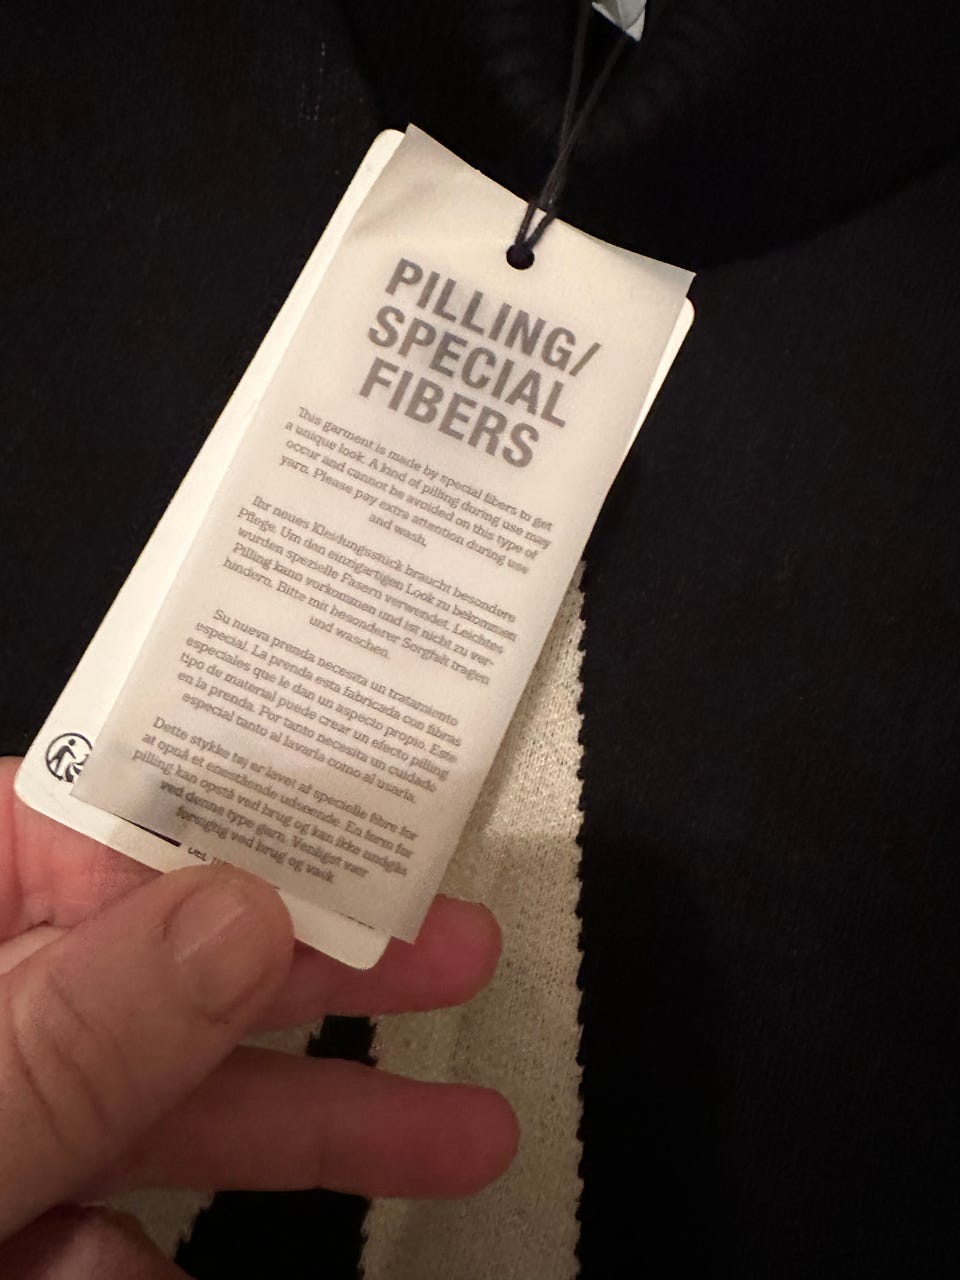 PILLING/
SPECIAL
FIBERS
This garment is made by special fibers to get
a unique look. A kind of pilling during use may
occur and cannot be avoided on this type of
yarn. Please pay extra attention during use
and wash.
Ihr neues Kleidungsstück braucht besondere
Pflege. Um den einzigartigen Look zu bekommen
wurden spezielle Fasern verwendet. Leichtes
Pilling kann vorkommen und ist nicht zu ver-
hindern. Bitte mit besonderer Sorgfalt tragen
und waschen.
Su nueva prenda necesita un tratamiento
especial. La prenda esta fabricada con fibras
especiales que le dan un aspecto propio. Este
tipo de material puede crear un efecto pilling
en la prenda. Por tanto necesita un cuidado
especial tanto al lavarla como al usarla.
Dette stykke tøj er lavet af specielle fibre for
at opnå et enestående udseende. En form for
pilling kan opstå ved brug og kan ikke undgås
ved denne type garn. Venligst vær
forsigtig ved brug og vask